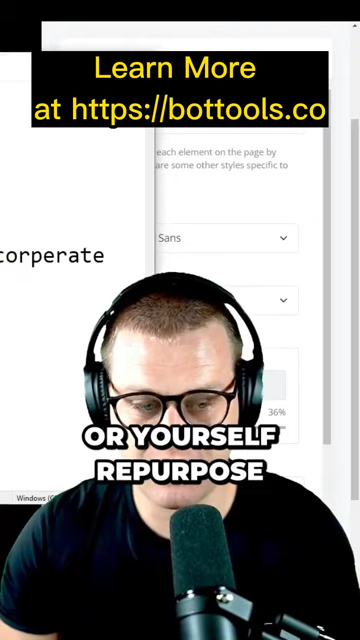 Learn More
at https://bottools.co
each element on the page by
are some other styles specific to
Sans
corperate
36%
OR YOURSELF
REPURPOSE
Windows (C